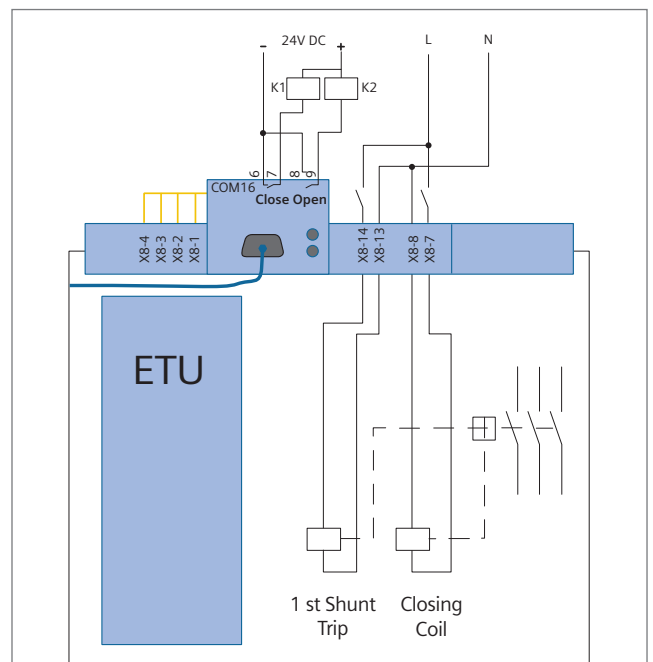 - 24V DC +
L N
K1 K2
6 7 8 9
COM16
Close Open
X8-4 X8-3 X8-2 X8-1
X8-14 X8-13 X8-8 X8-7
ETU
1 st Shunt
Trip
Closing
Coil